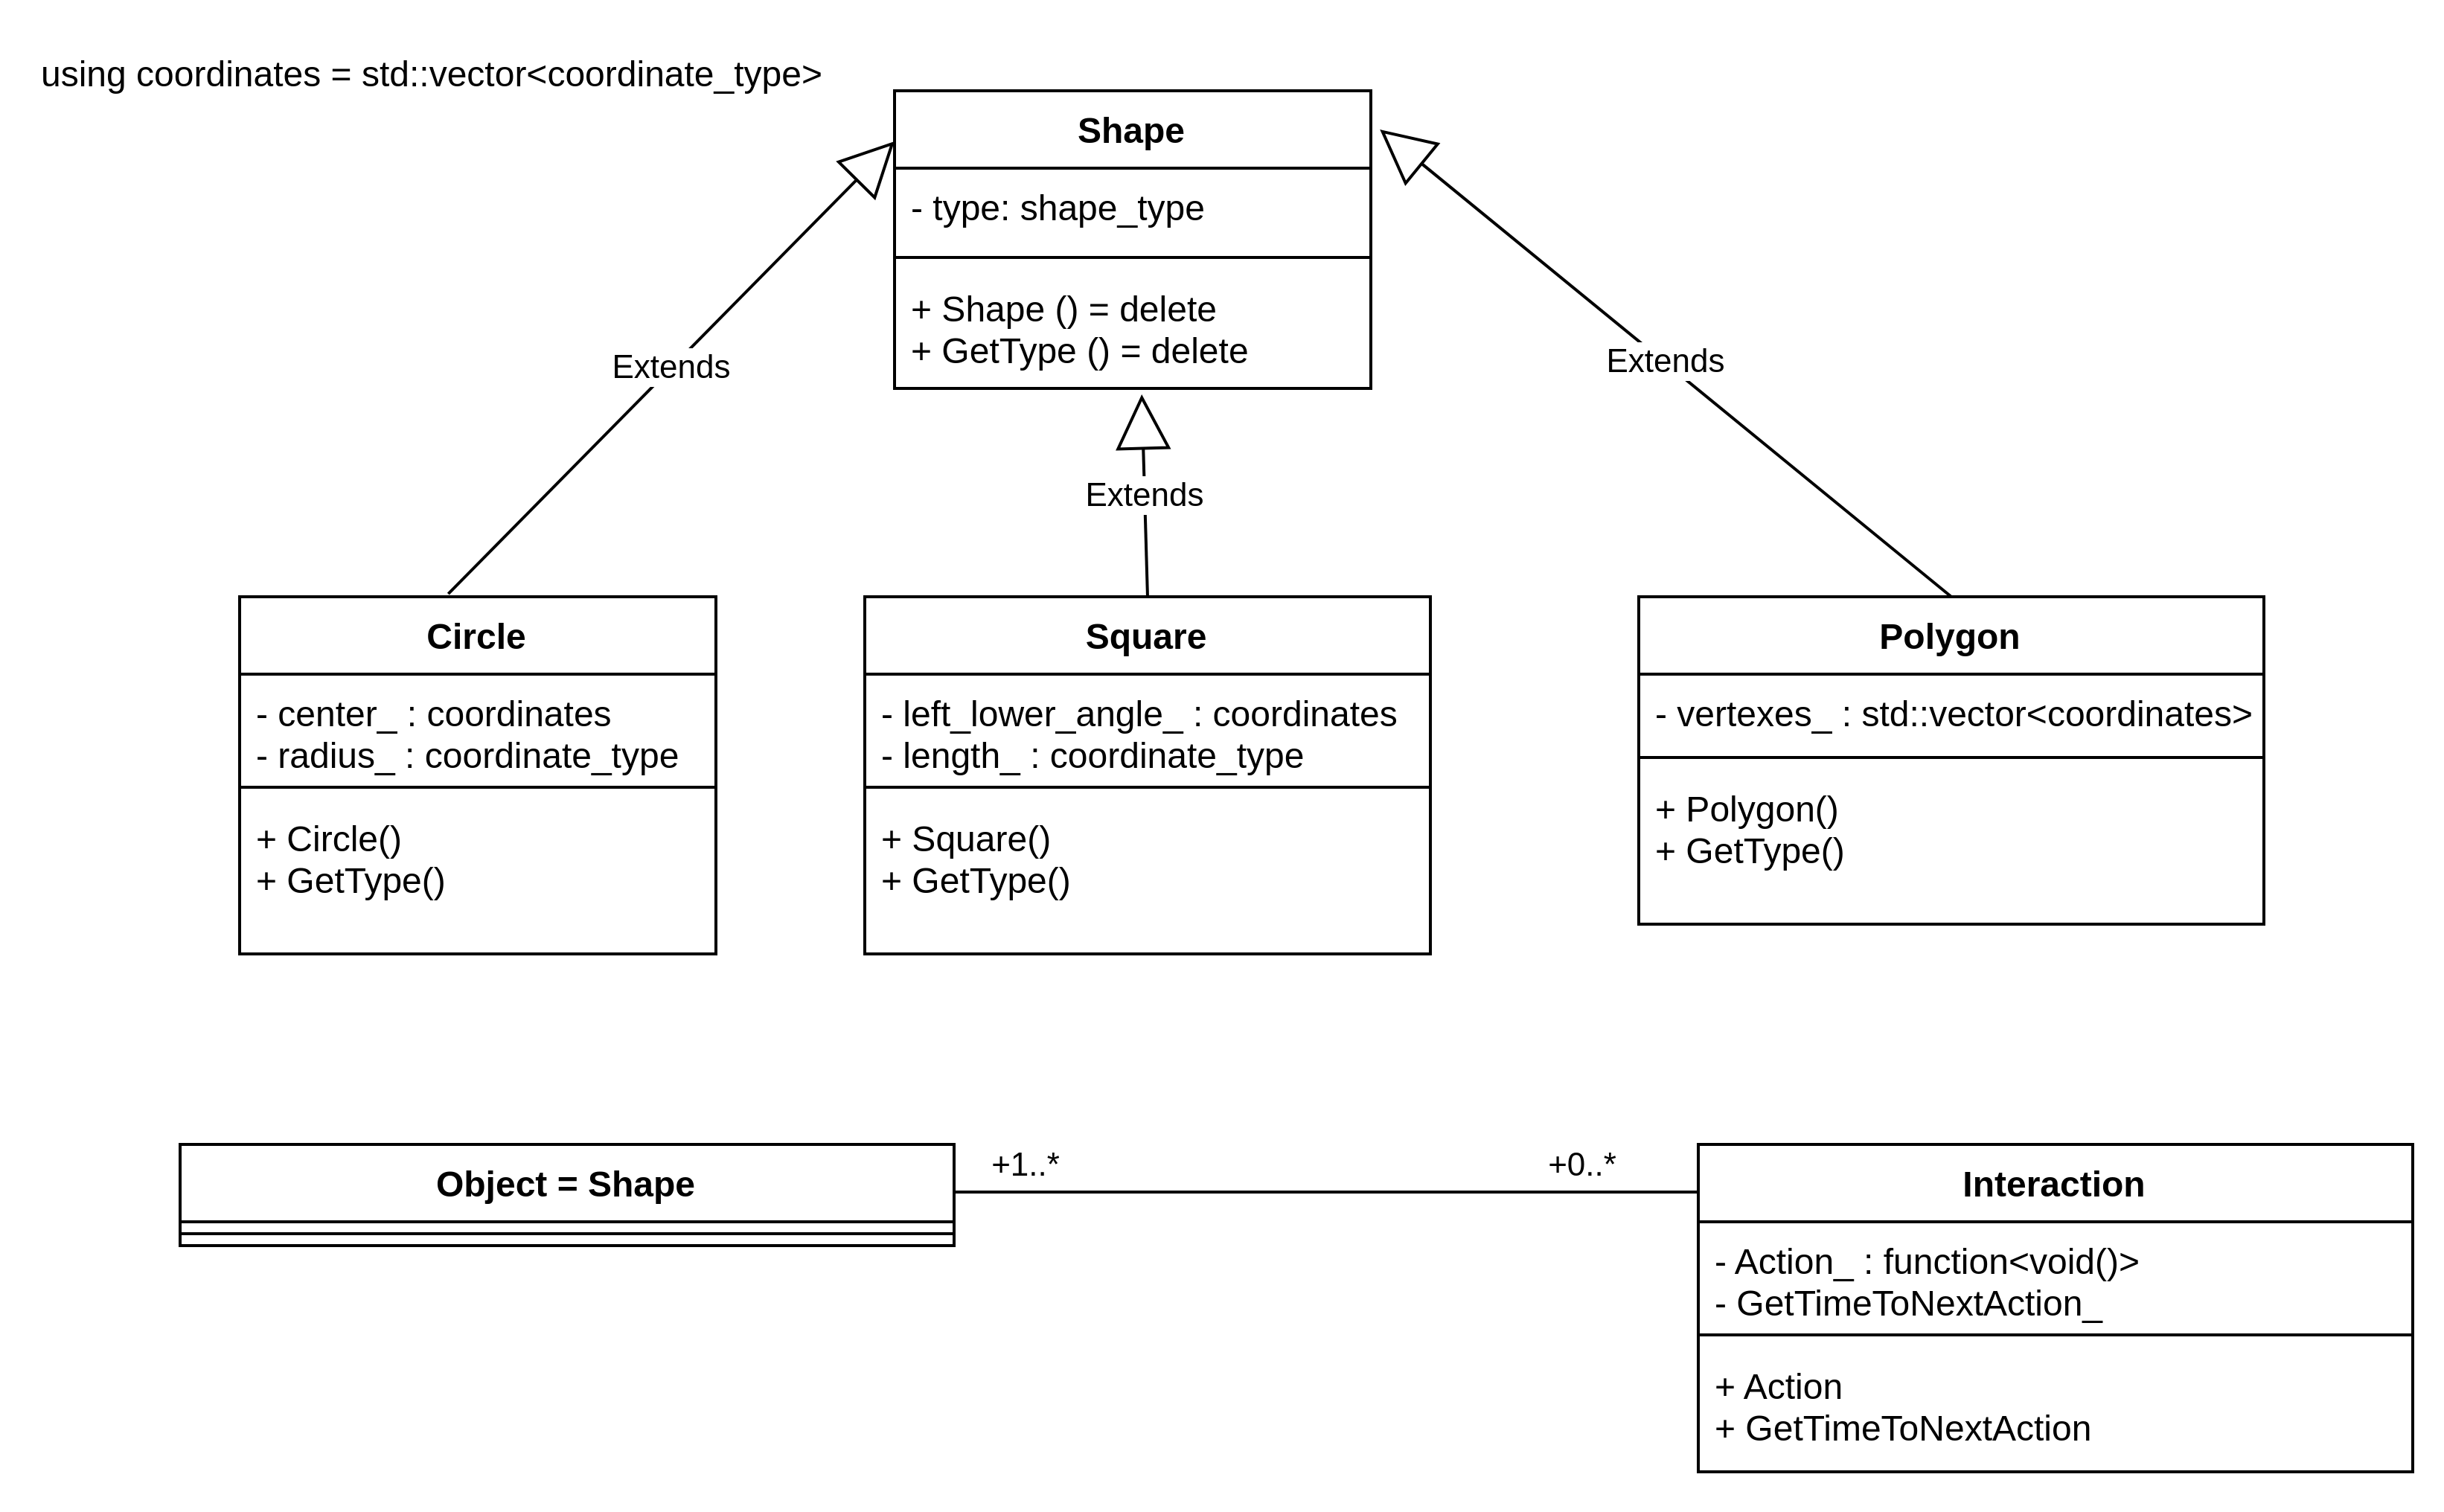 using coordinates = std::vector<coordinate_type>
Shape
- type: shape_type
+ Shape () = delete
+ GetType () = delete
Extends
Extends
Extends
Circle
- center_ : coordinates
- radius_ : coordinate_type
+ Circle()
+ GetType()
Square
- left_lower_angle_ : coordinates
- length_ : coordinate_type
+ Square()
+ GetType()
Polygon
- vertexes_ : std::vector<coordinates>
+ Polygon()
+ GetType()
Object = Shape
+1..*
+0..*
Interaction
- Action_ : function<void()>
- GetTimeToNextAction_
+ Action
+ GetTimeToNextAction